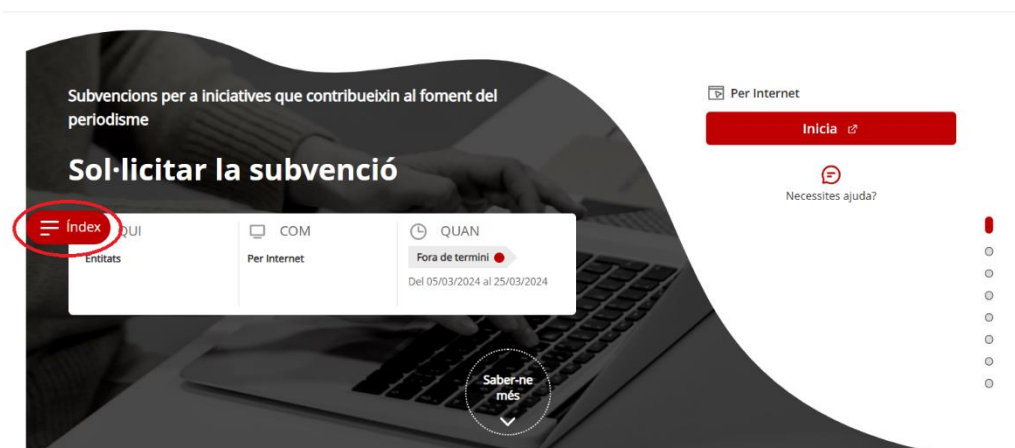 Subvencions per a iniciatives que contribueixin al foment del
periodisme
Sol·licitar la subvenció
Índex
QUI
Entitats
COM
Per Internet
QUAN
Fora de termini
Del 05/03/2024 al 25/03/2024
Saber-ne
més
Per Internet
Inicia
Necessites ajuda?